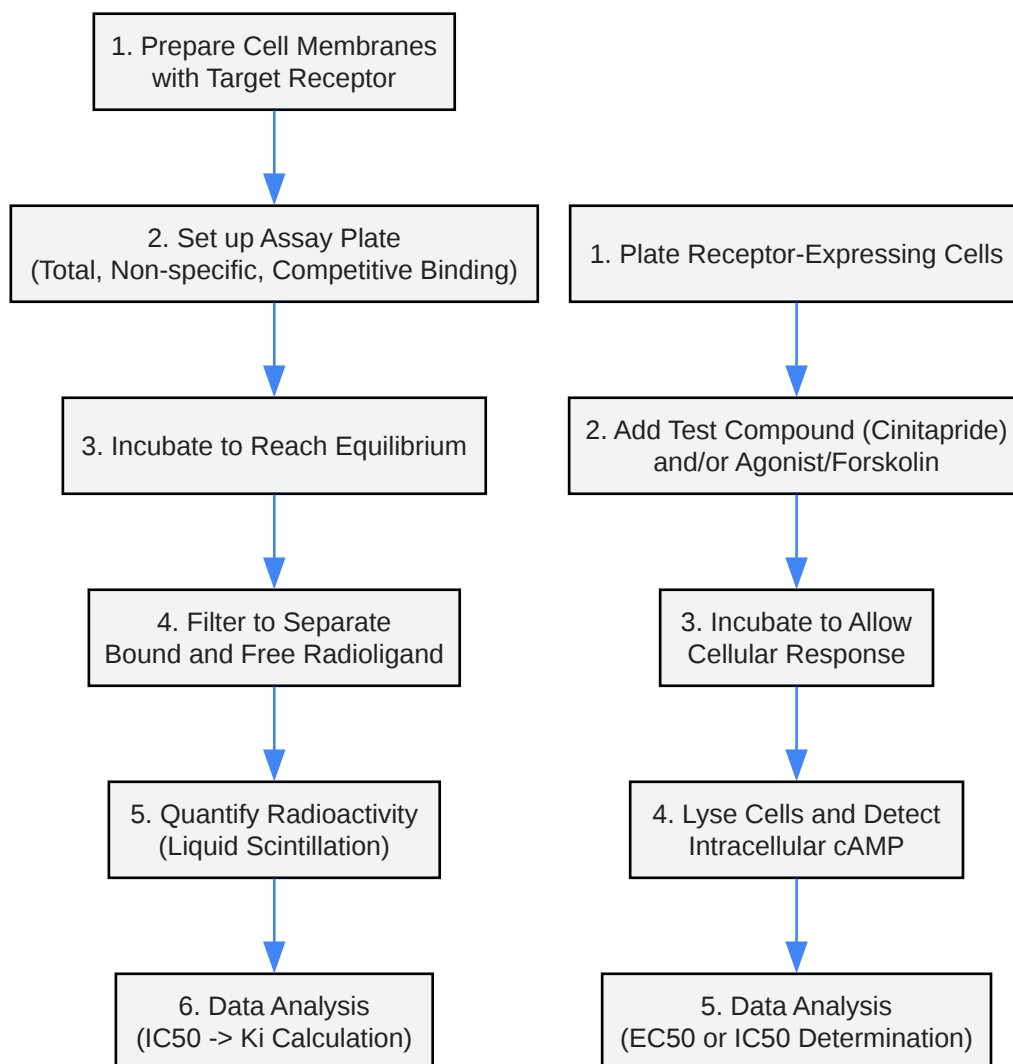 1. Prepare Cell Membranes
with Target Receptor
2. Set up Assay Plate
(Total, Non-specific, Competitive Binding)
3. Incubate to Reach Equilibrium
4. Filter to Separate
Bound and Free Radioligand
5. Quantify Radioactivity
(Liquid Scintillation)
6. Data Analysis
(IC50 -> Ki Calculation)
1. Plate Receptor-Expressing Cells
2. Add Test Compound (Cinitapride)
and/or Agonist/Forskolin
3. Incubate to Allow
Cellular Response
4. Lyse Cells and Detect
Intracellular cAMP
5. Data Analysis
(EC50 or IC50 Determination)